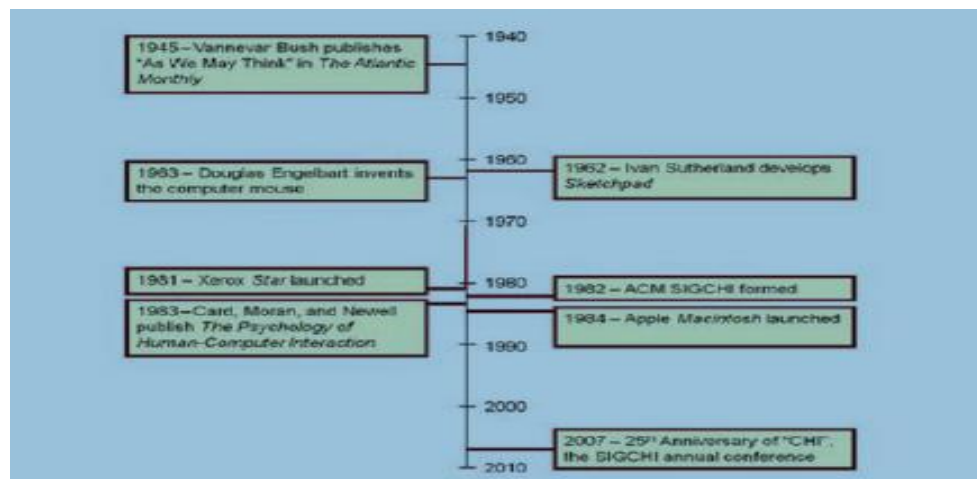 1940
1945–Vannevar Bush publishes
"As We May Think" in The Atlantic
Monthly
1950
1960
1962 – Ivan Sutherland develops
Sketchpad
1963 – Douglas Engelbart invents
the computer mouse
1970
1981 – Xerox Star launched
1980
1982 – ACM SIGCHI formed
1983–Card, Moran, and Newell
publish The Psychology of
Human-Computer Interaction
1984 – Apple Macintosh launched
1990
2000
2007 – 25th Anniversary of "CHI",
the SIGCHI annual conference
2010